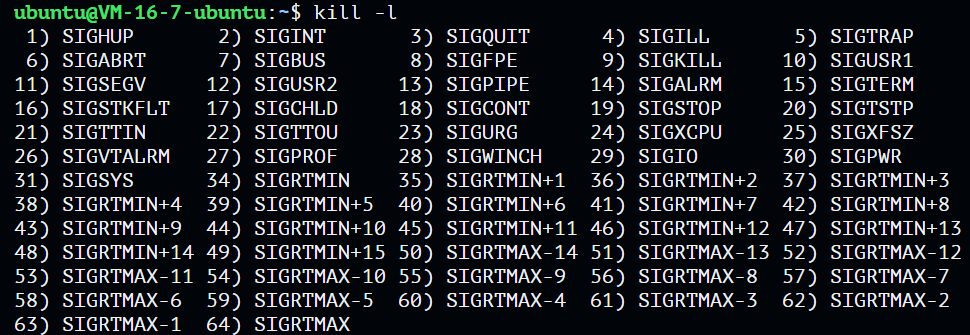 ubuntu@VM-16-7-ubuntu:~$ kill -l
 1) SIGHUP	 2) SIGINT	 3) SIGQUIT	 4) SIGILL	 5) SIGTRAP
 6) SIGABRT	 7) SIGBUS	 8) SIGFPE	 9) SIGKILL	10) SIGUSR1
11) SIGSEGV	12) SIGUSR2	13) SIGPIPE	14) SIGALRM	15) SIGTERM
16) SIGSTKFLT	17) SIGCHLD	18) SIGCONT	19) SIGSTOP	20) SIGTSTP
21) SIGTTIN	22) SIGTTOU	23) SIGURG	24) SIGXCPU	25) SIGXFSZ
26) SIGVTALRM	27) SIGPROF	28) SIGWINCH	29) SIGIO	30) SIGPWR
31) SIGSYS	34) SIGRTMIN	35) SIGRTMIN+1	36) SIGRTMIN+2	37) SIGRTMIN+3
38) SIGRTMIN+4	39) SIGRTMIN+5	40) SIGRTMIN+6	41) SIGRTMIN+7	42) SIGRTMIN+8
43) SIGRTMIN+9	44) SIGRTMIN+10	45) SIGRTMIN+11	46) SIGRTMIN+12	47) SIGRTMIN+13
48) SIGRTMIN+14	49) SIGRTMIN+15	50) SIGRTMAX-14	51) SIGRTMAX-13	52) SIGRTMAX-12
53) SIGRTMAX-11	54) SIGRTMAX-10	55) SIGRTMAX-9	56) SIGRTMAX-8	57) SIGRTMAX-7
58) SIGRTMAX-6	59) SIGRTMAX-5	60) SIGRTMAX-4	61) SIGRTMAX-3	62) SIGRTMAX-2
63) SIGRTMAX-1	64) SIGRTMAX